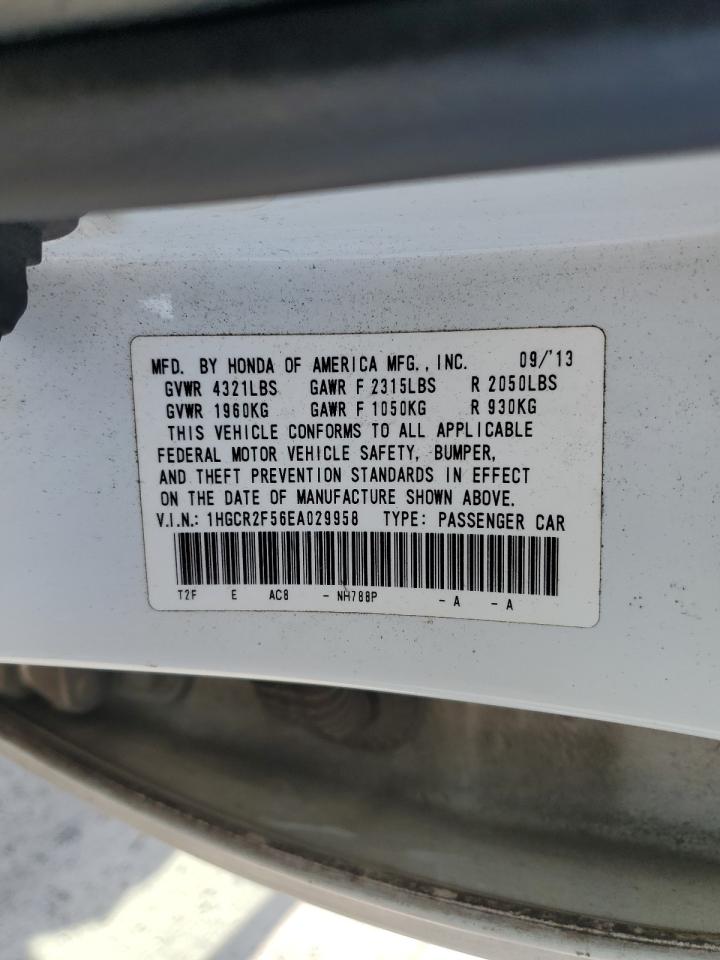 MFD. BY HONDA OF AMERICA MFG., INC. 09/'13
GVWR 4321LBS GAWR F 2315LBS R 2050LBS
GVWR 1960KG GAWR F 1050KG R 930KG
THIS VEHICLE CONFORMS TO ALL APPLICABLE
FEDERAL MOTOR VEHICLE SAFETY, BUMPER,
AND THEFT PREVENTION STANDARDS IN EFFECT
ON THE DATE OF MANUFACTURE SHOWN ABOVE.
V.I.N.: 1HGCR2F56EA029958 TYPE: PASSENGER CAR
T2F E AC8 - NH788P - A - A